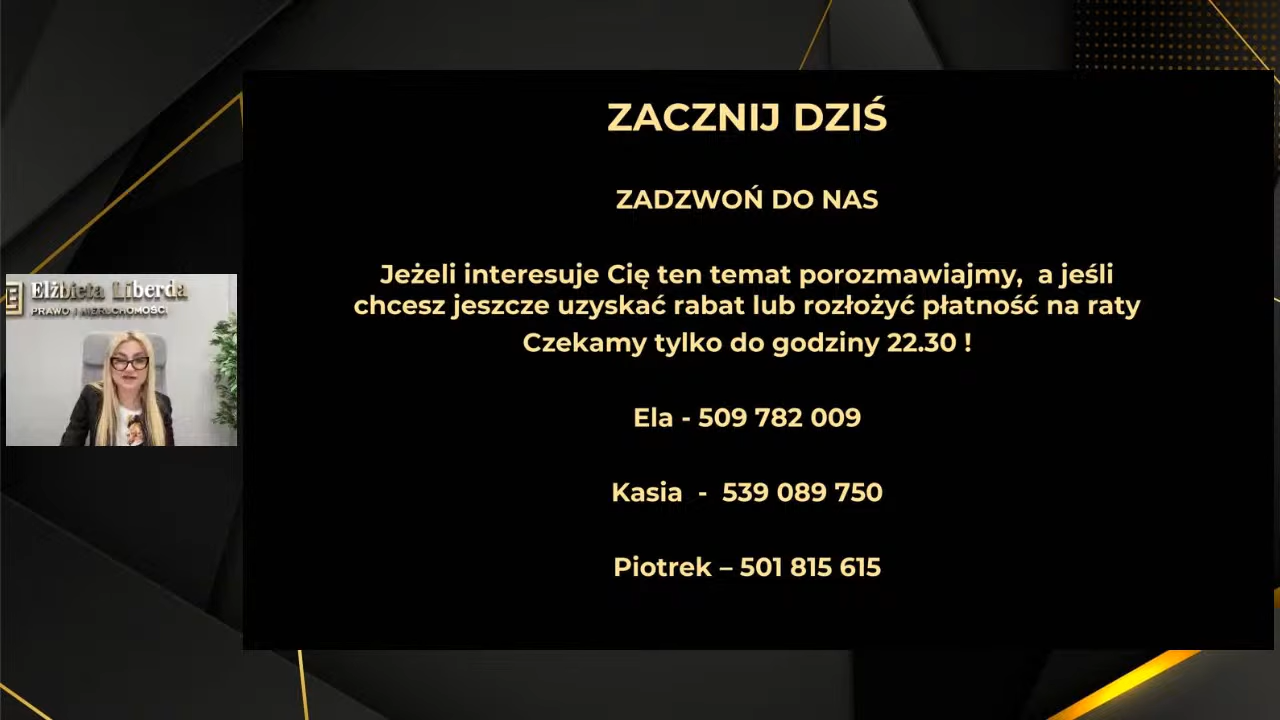 ZACZNIJ DZIŚ
ZADZWOŃ DO NAS
Jeżeli interesuje Cię ten temat porozmawiajmy, a jeśli
chcesz jeszcze uzyskać rabat lub rozłożyć płatność na raty
Czekamy tylko do godziny 22.30 !
Ela - 509 782 009
Kasia - 539 089 750
Piotrek – 501 815 615
Elżbieta Liberda
PRAWO I NIERUCHOMOŚCI